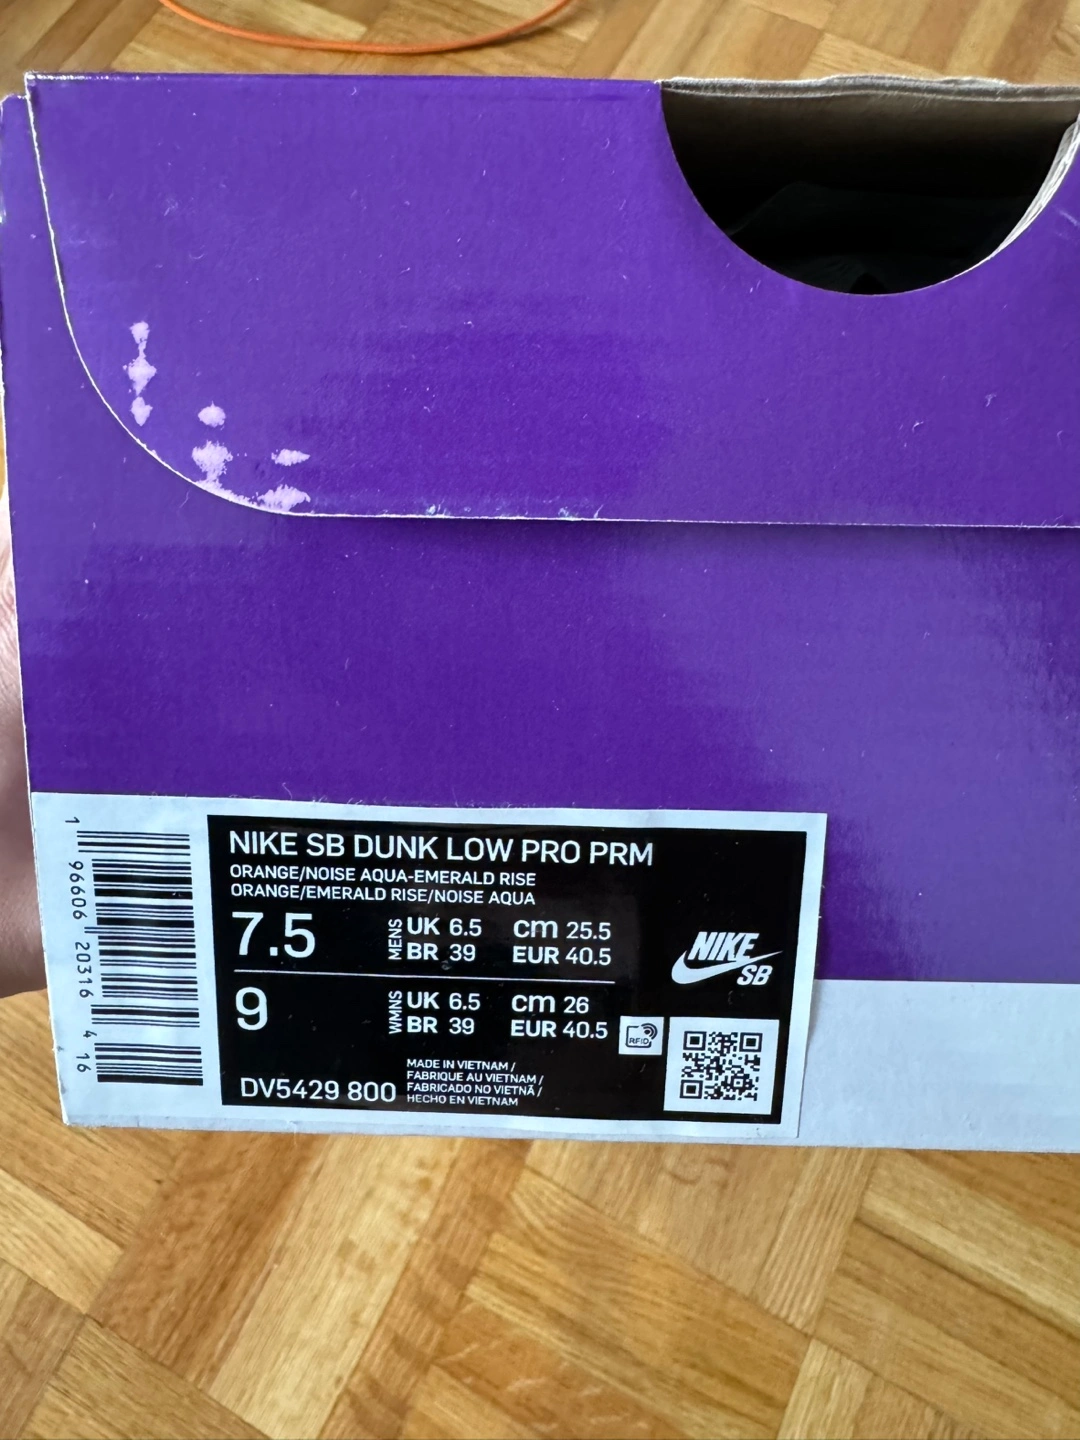 1 96606 20316 4 16
NIKE SB DUNK LOW PRO PRM
ORANGE/NOISE AQUA-EMERALD RISE
ORANGE/EMERALD RISE/NOISE AQUA
7.5
MENS
UK 6.5 cm 25.5
BR 39 EUR 40.5
9
WMNS
UK 6.5 cm 26
BR 39 EUR 40.5
NIKE
SB
RFID
DV5429 800
MADE IN VIETNAM /
FABRIQUE AU VIETNAM /
FABRICADO NO VIETNÃ /
HECHO EN VIETNAM